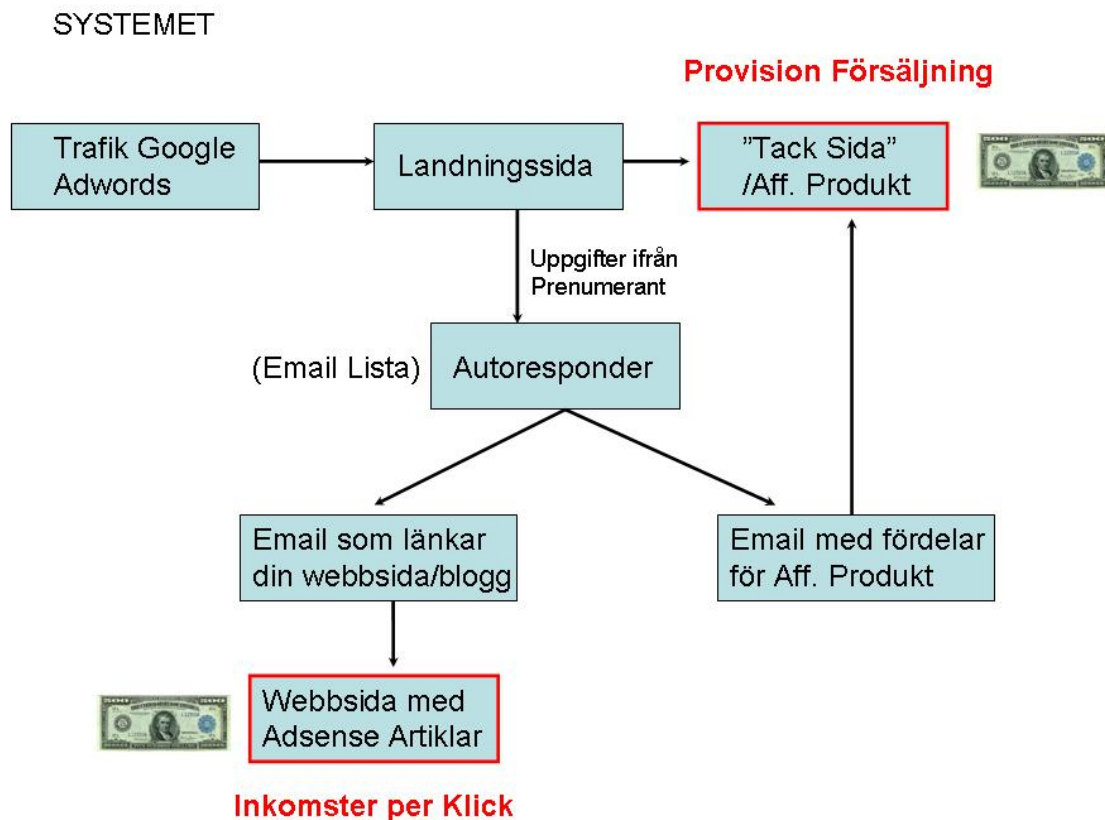 SYSTEMET
Provision Försäljning
Trafik Google
Adwords
Landningssida
”Tack Sida”
/Aff. Produkt
Uppgifter ifrån
Prenumerant
(Email Lista)
Autoresponder
Email som länkar
din webbsida/blogg
Email med fördelar
för Aff. Produkt
Webbsida med
Adsense Artiklar
Inkomster per Klick